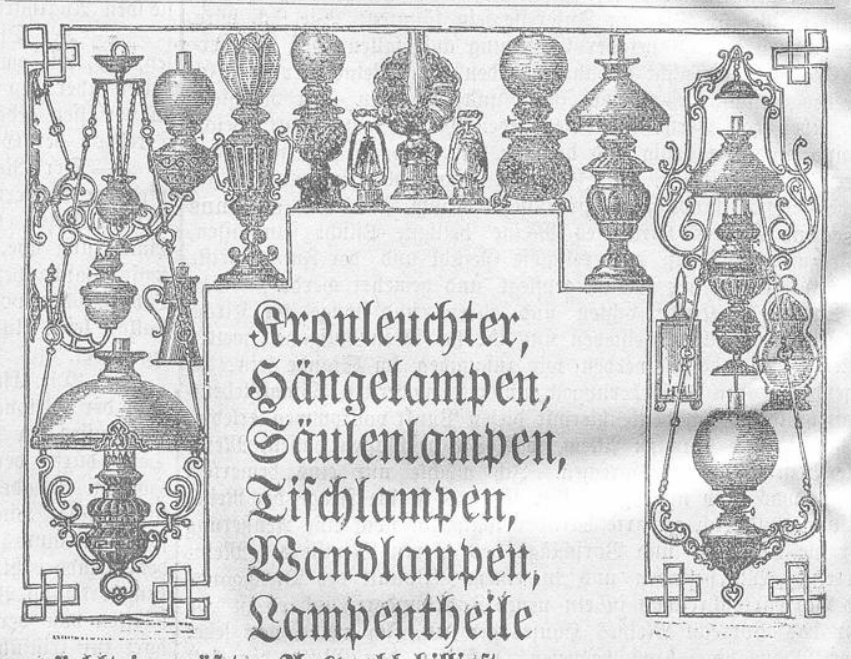 Kronleuchter,
Hängelampen,
Säulenlampen,
Tischlampen,
Wandlampen,
Lampentheile